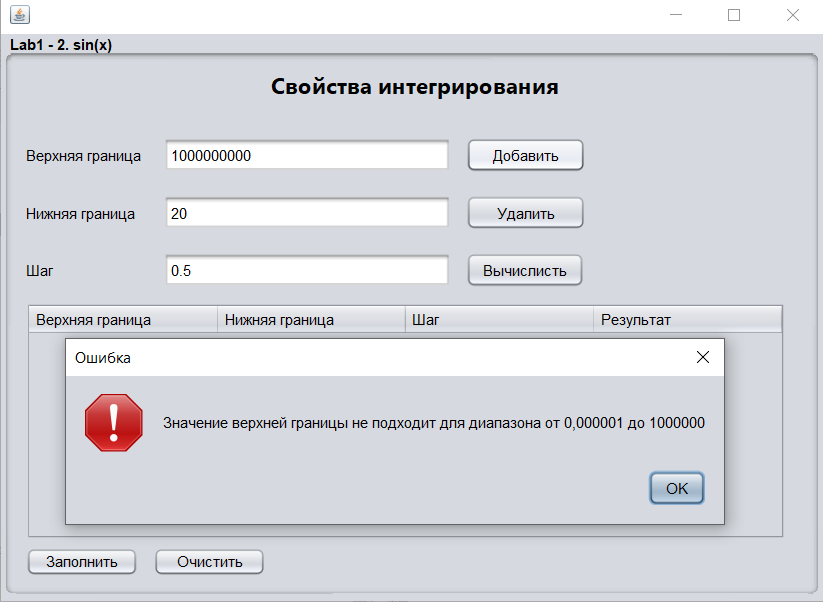 Lab1 - 2. sin(x)
Свойства интегрирования
Верхняя граница 1000000000 Добавить
Нижняя граница 20 Удалить
Шаг 0.5 Вычислисть
Верхняя граница Нижняя граница Шаг Результат
Ошибка
Значение верхней границы не подходит для диапазона от 0,000001 до 1000000
OK
Заполнить Очистить